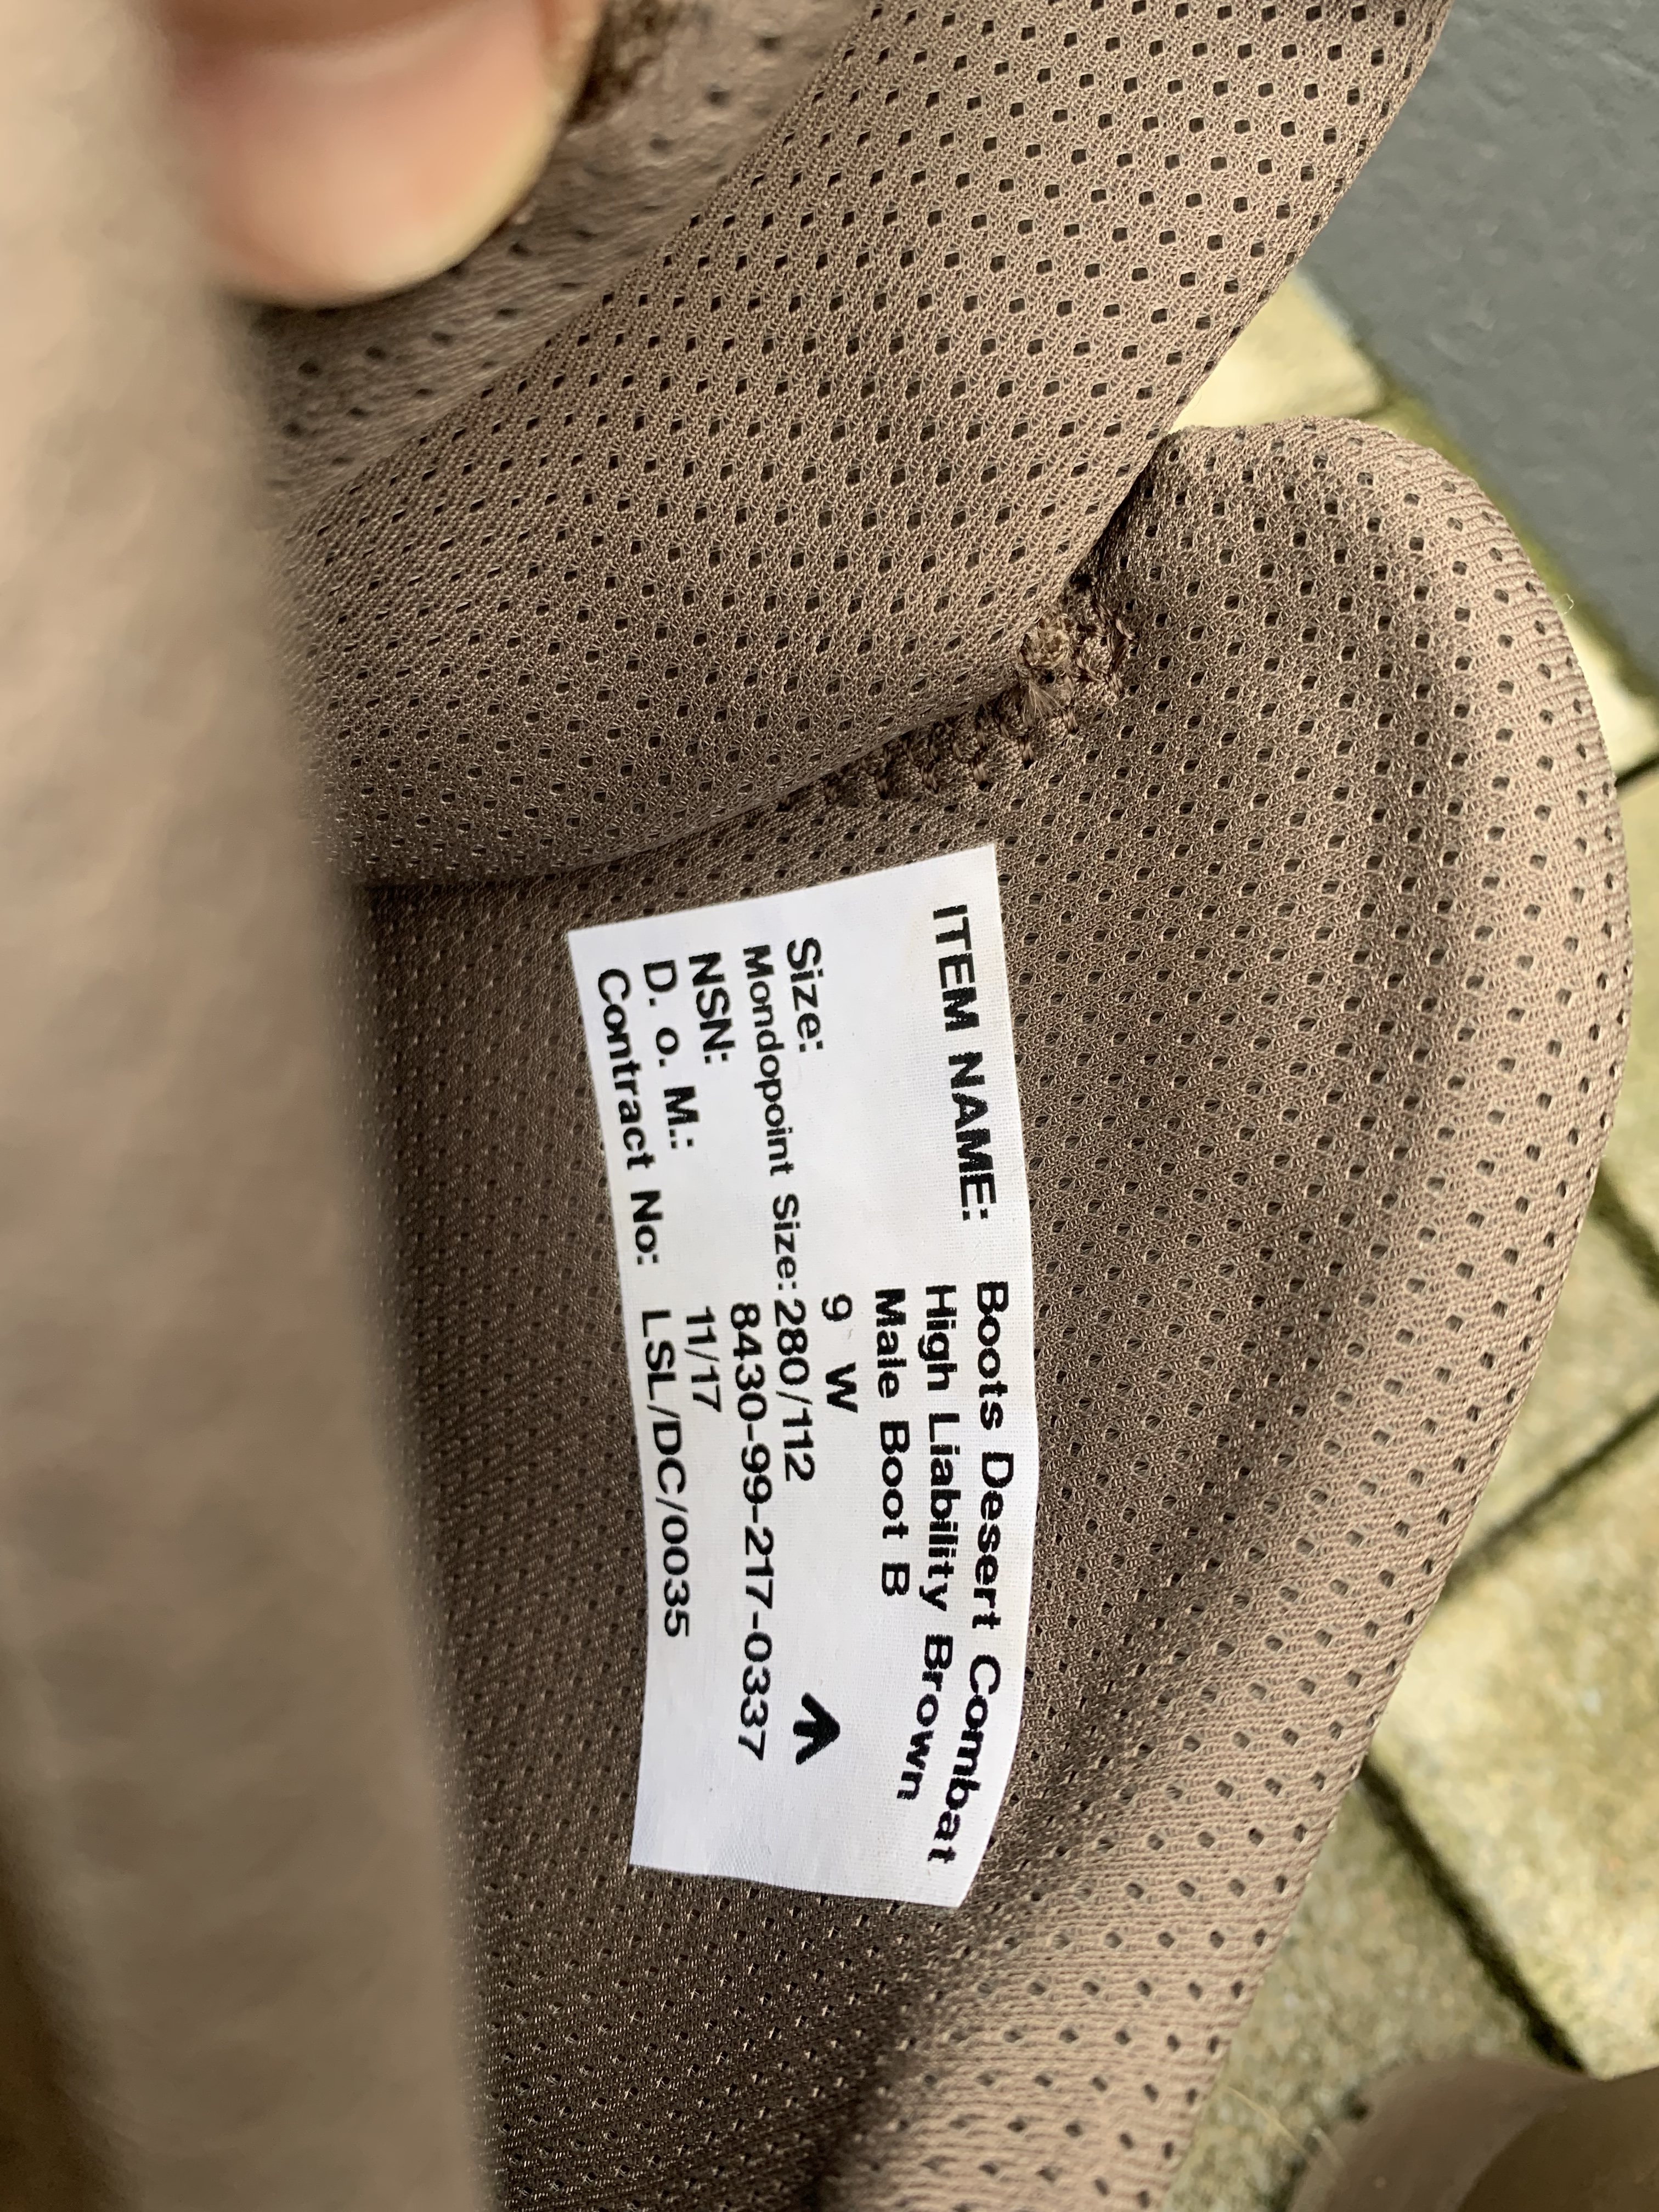 ITEM NAME: Boots Desert Combat
High Liability Brown
Male Boot B
Size: 9 W
Mondopoint Size: 280/112
NSN: 8430-99-217-0337
D. o. M.: 11/17
Contract No: LSL/DC/0035